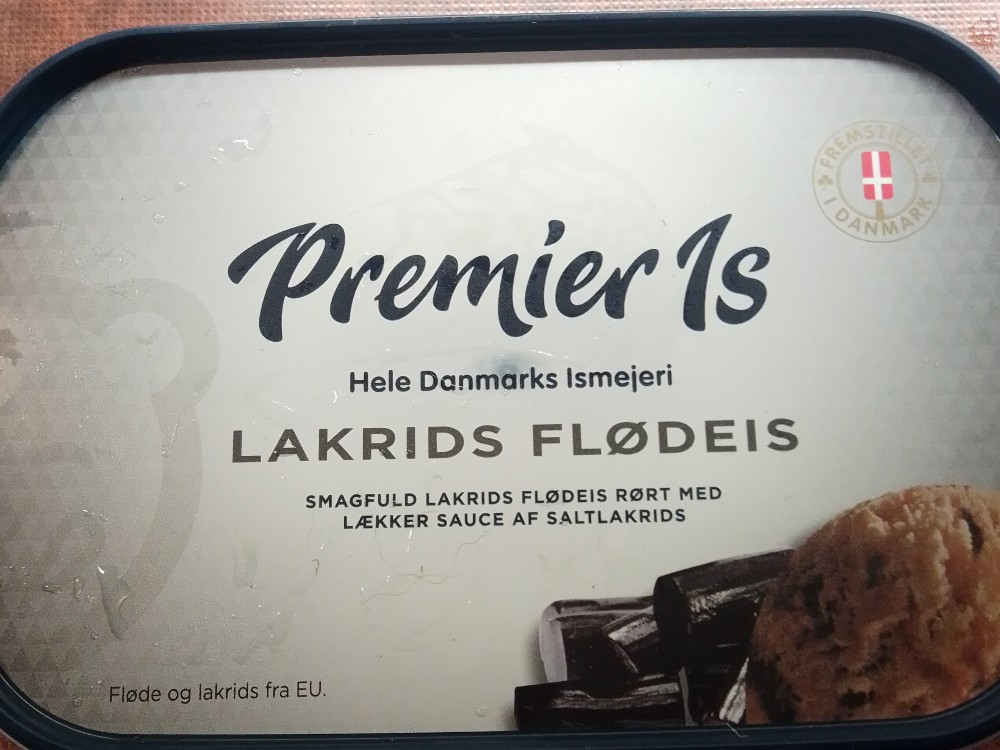 FREMSTILLET
I DANMARK
Premier Is
Hele Danmarks Ismejeri
LAKRIDS FLØDEIS
SMAGFULD LAKRIDS FLØDEIS RØRT MED
LÆKKER SAUCE AF SALTLAKRIDS
Fløde og lakrids fra EU.